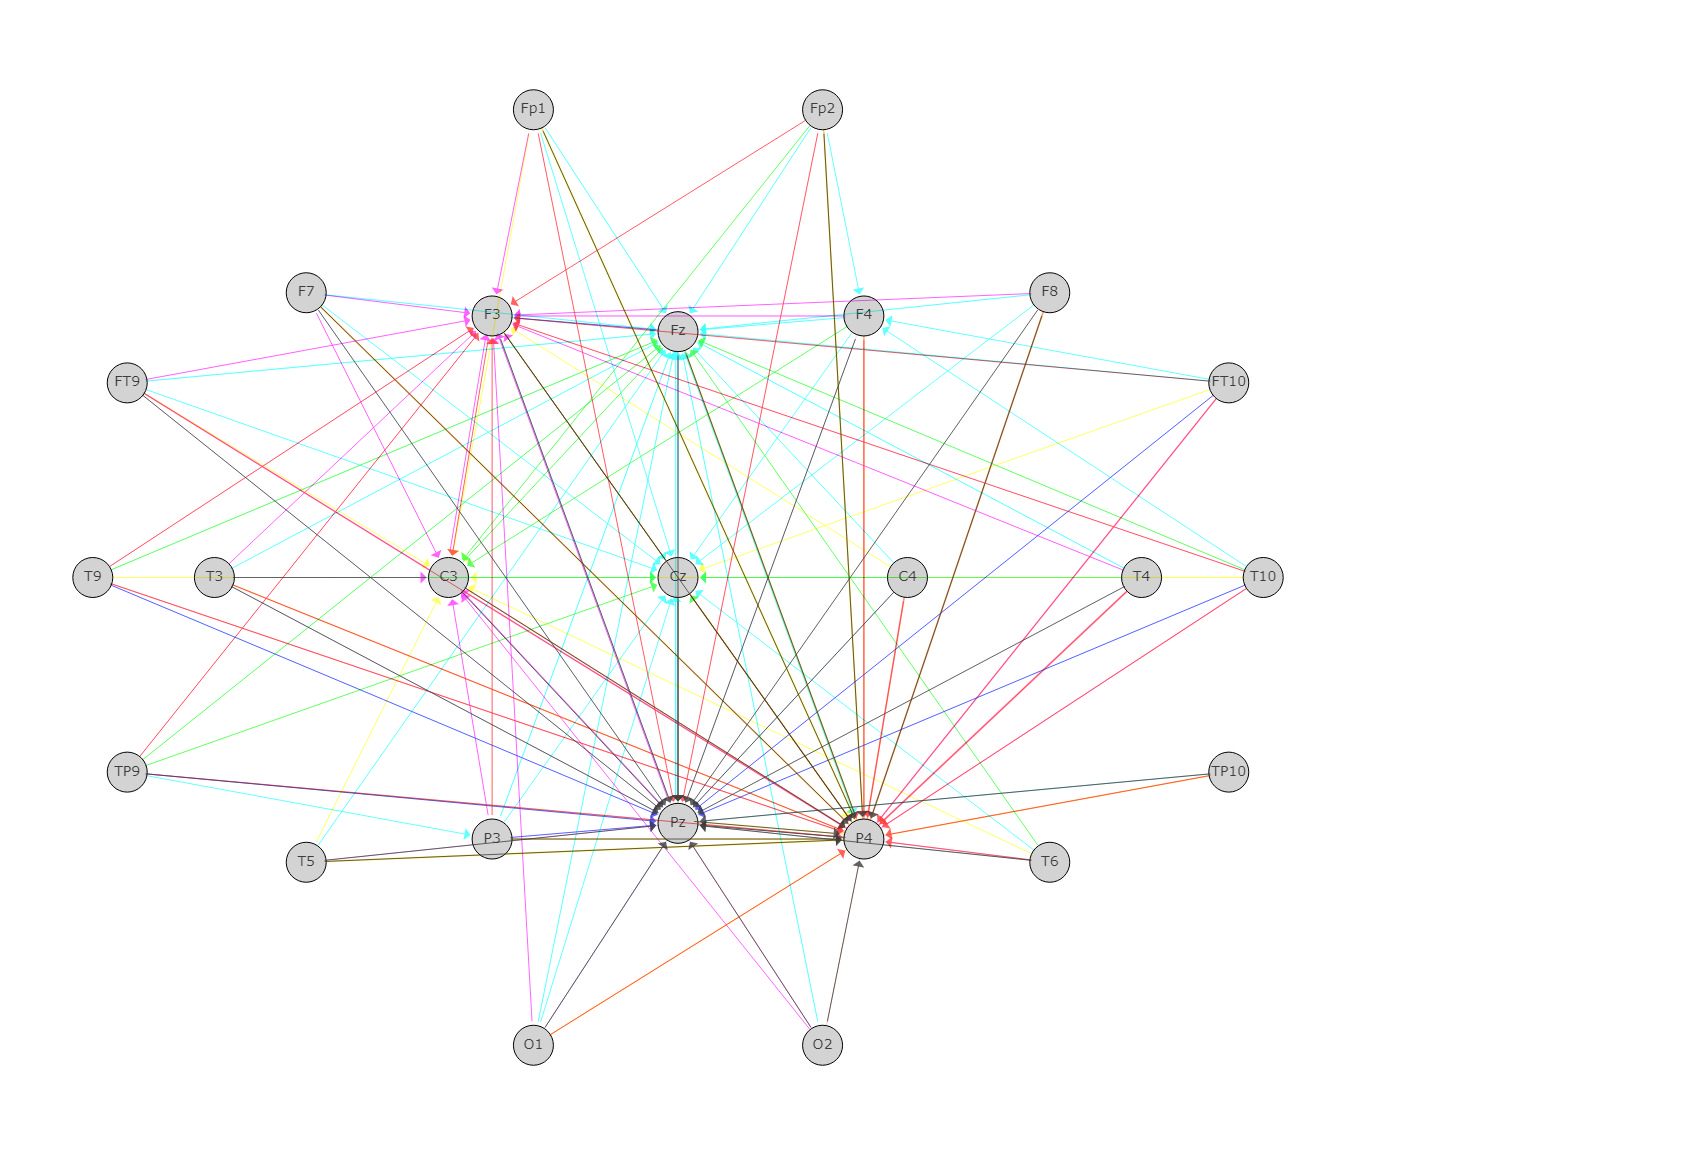 Fp1 Fp2
F7 F3 Fz F4 F8
FT9 FT10
T9 T3 C3 Cz C4 T4 T10
TP9 TP10
T5 P3 Pz P4 T6
O1 O2